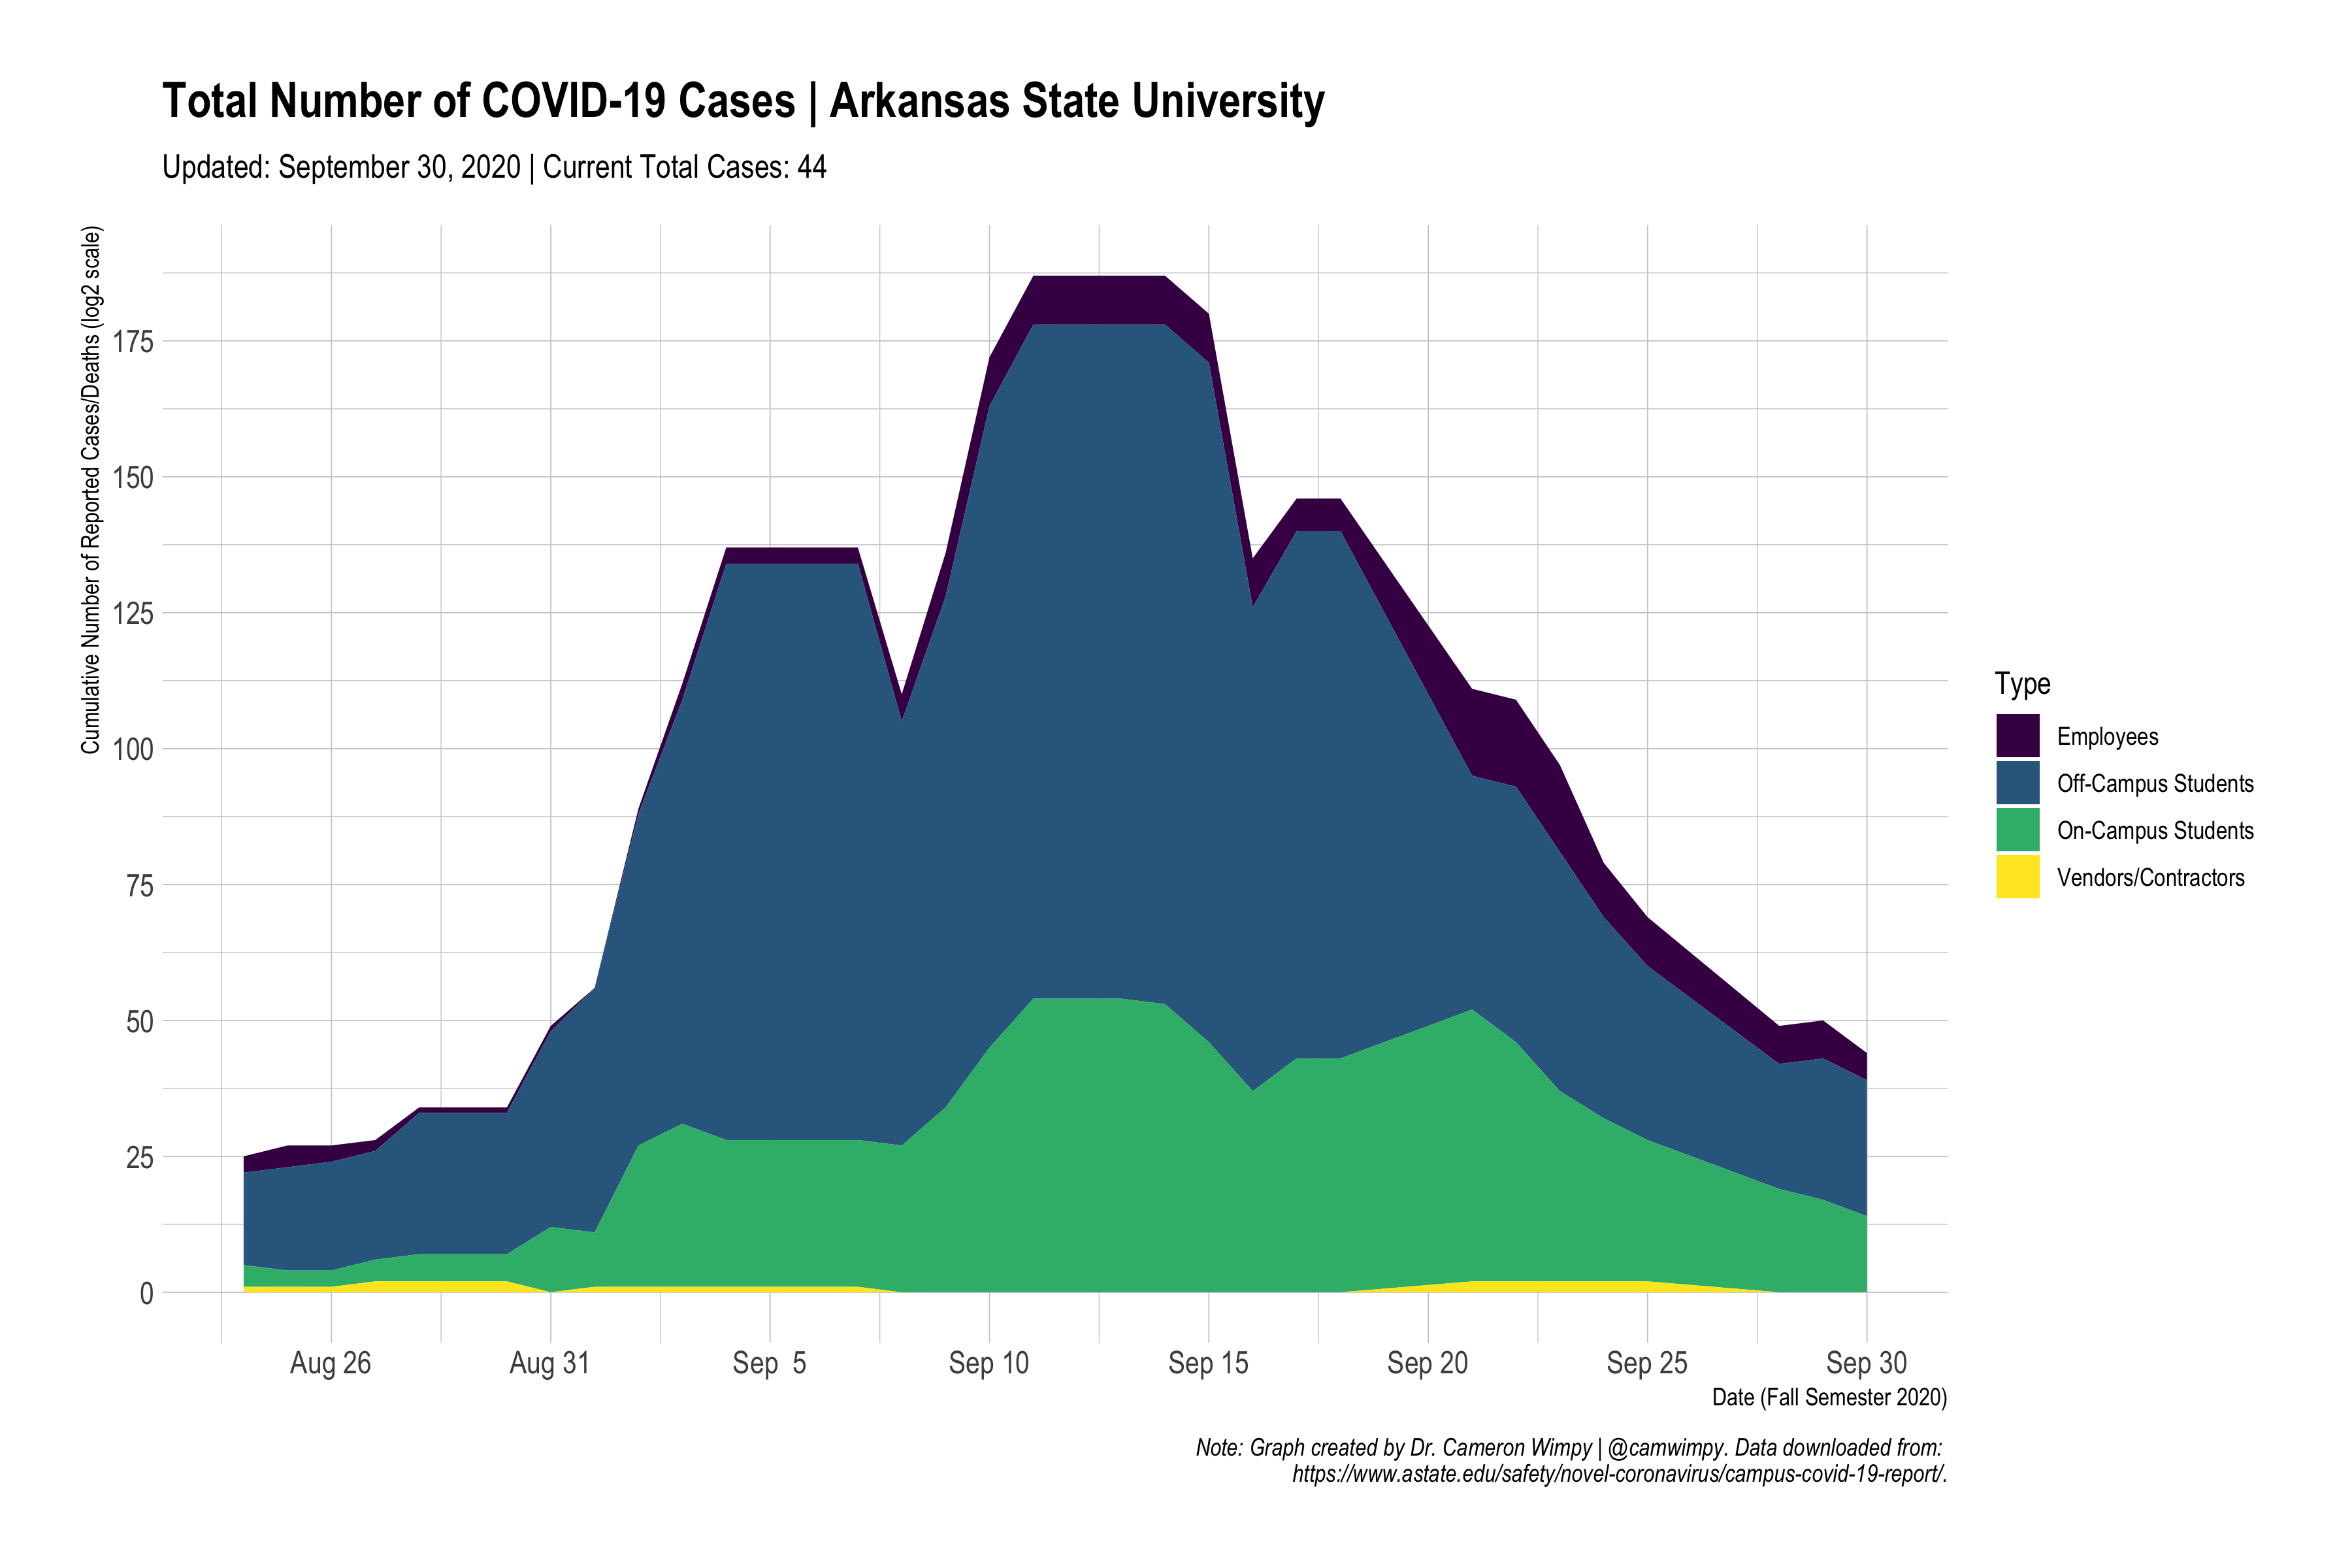 Total Number of COVID-19 Cases | Arkansas State University
Updated: September 30, 2020 | Current Total Cases: 44
Cumulative Number of Reported Cases/Deaths (log2 scale)
175
150
125
100
75
50
25
0
Aug 26
Aug 31
Sep  5
Sep 10
Sep 15
Sep 20
Sep 25
Sep 30
Date (Fall Semester 2020)
Type
Employees
Off-Campus Students
On-Campus Students
Vendors/Contractors
Note: Graph created by Dr. Cameron Wimpy | @camwimpy. Data downloaded from:
https://www.astate.edu/safety/novel-coronavirus/campus-covid-19-report/.